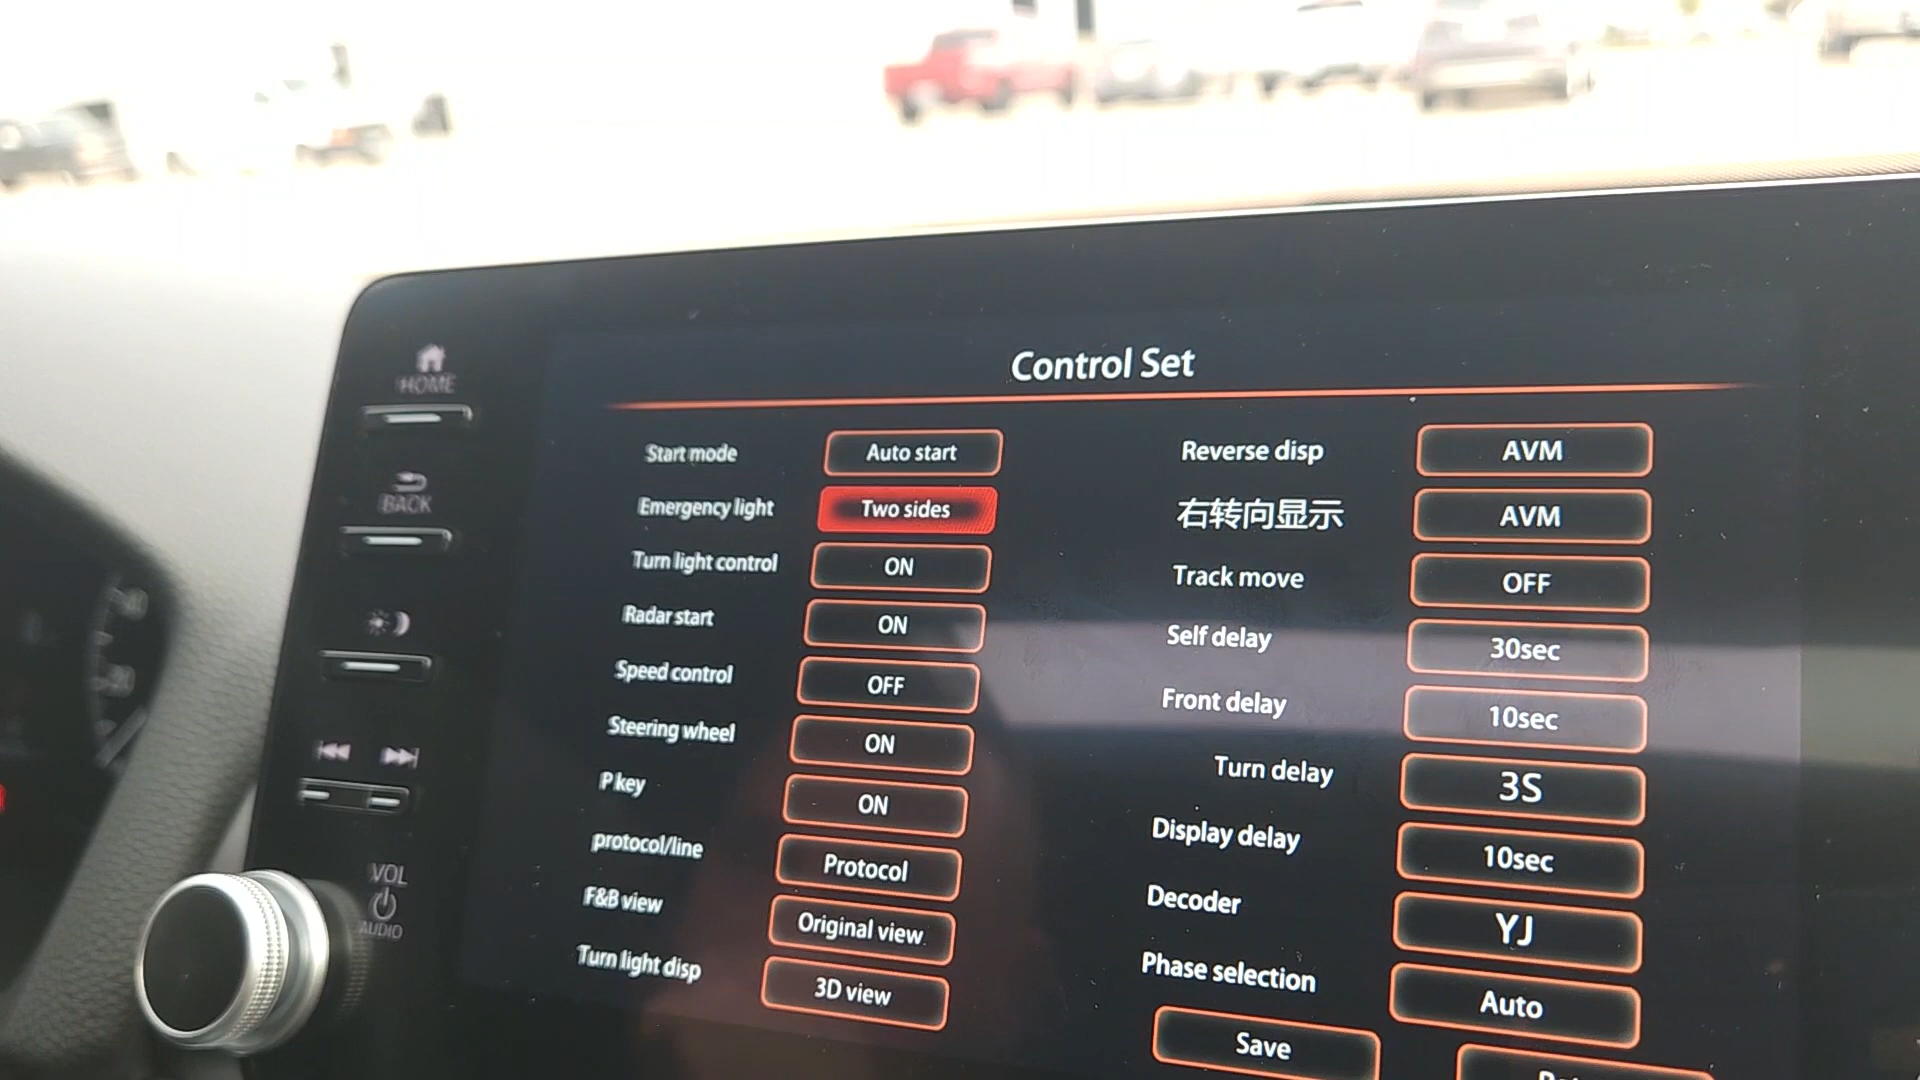 HOME
BACK
VOL
AUDIO
Control Set
Start mode Auto start
Emergency light Two sides
Turn light control ON
Radar start ON
Speed control OFF
Steering wheel ON
P key ON
protocol/line Protocol
F&B view Original view
Turn light disp 3D view
Reverse disp AVM
右转向显示 AVM
Track move OFF
Self delay 30sec
Front delay 10sec
Turn delay 3S
Display delay 10sec
Decoder YJ
Phase selection Auto
Save